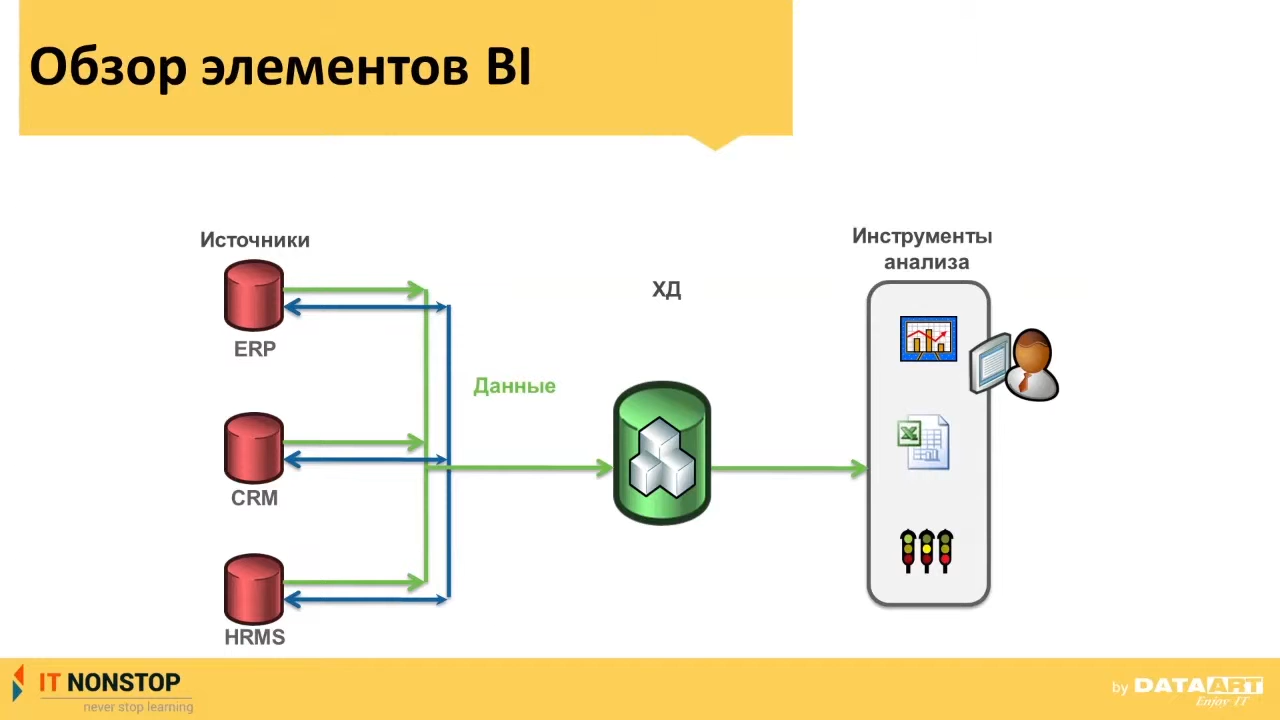 Обзор элементов BI
Источники
ERP
CRM
HRMS
Данные
ХД
Инструменты
анализа
IT NONSTOP
never stop learning
by DATAART
Enjoy IT